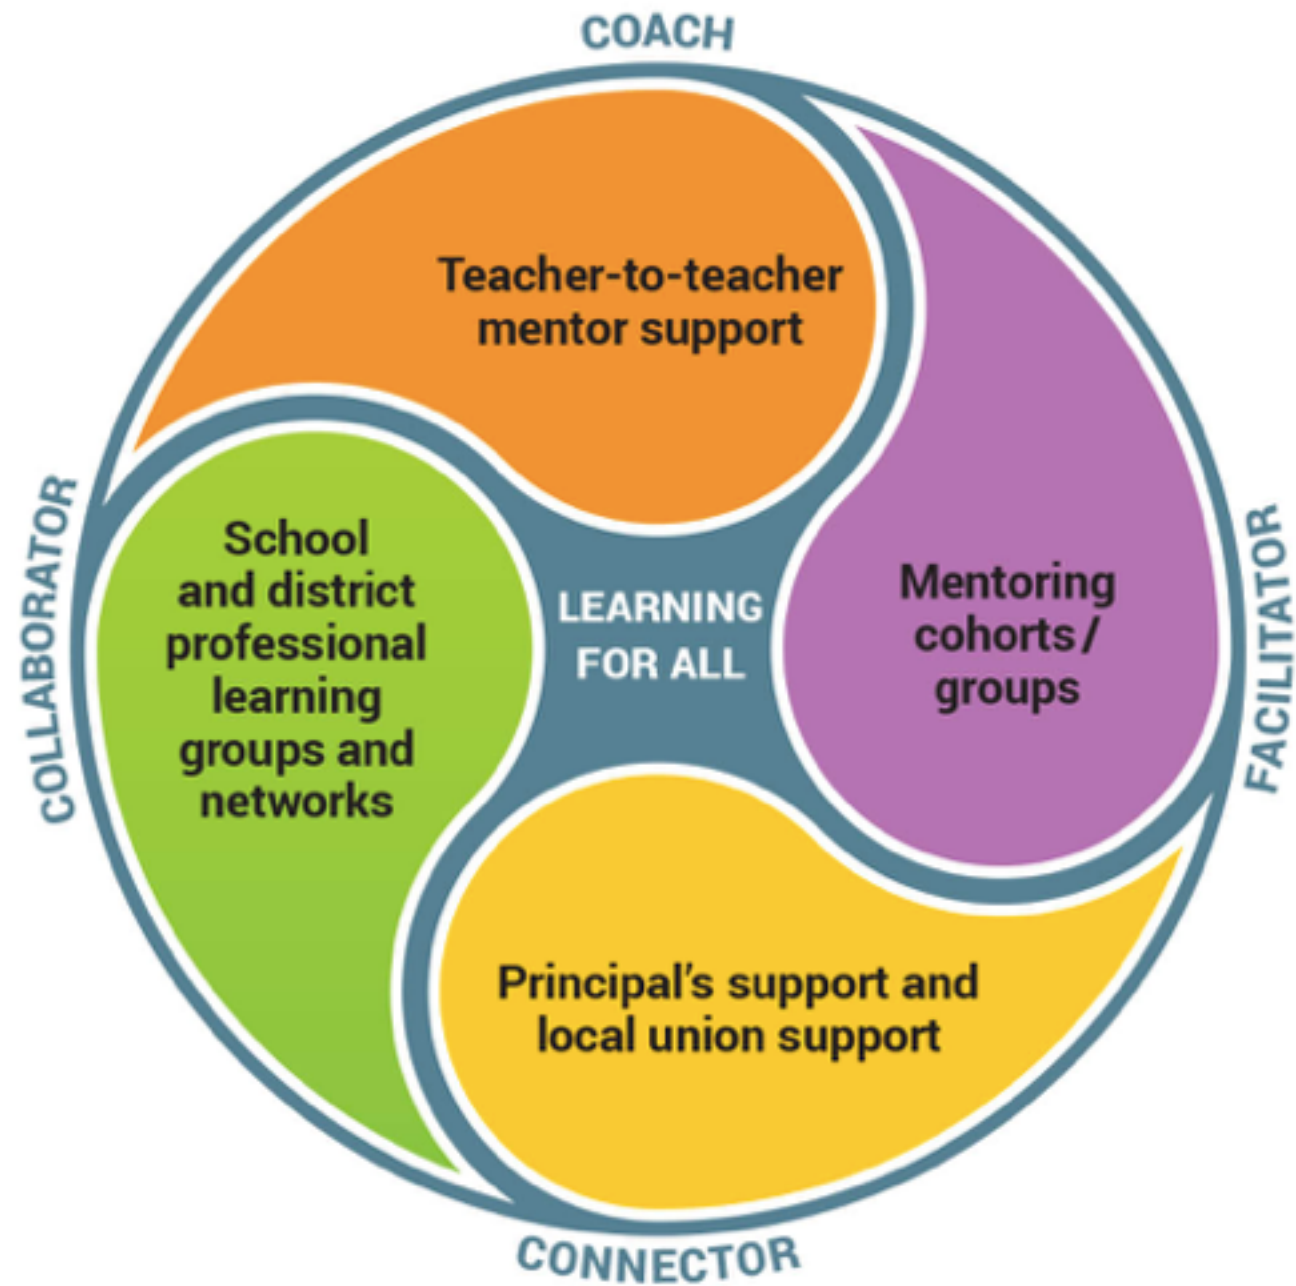 COACH
Teacher-to-teacher
mentor support
COLLABORATOR
School
and district
professional
learning
groups and
networks
LEARNING
FOR ALL
Mentoring
cohorts/
groups
FACILITATOR
Principal's support and
local union support
CONNECTOR